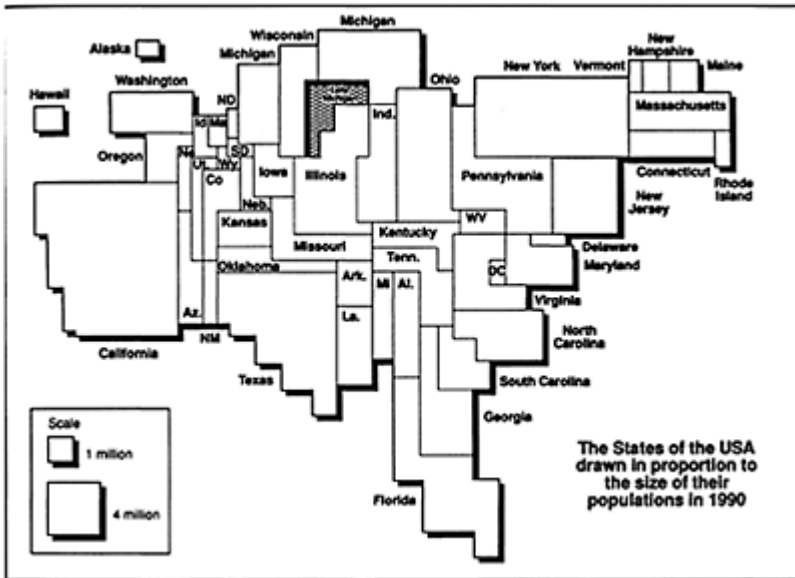 Michigan
Wisconsin
Alaska
Michigan
New
Hampshire
Hawaii
Washington
ND
Ohio
New York
Vermont
Maine
Lake
Michigan
Id
Ind.
Massachusetts
Oregon
Ne
SD
Ut.
Wy
Iowa
Illinois
Pennsylvania
Connecticut
Co
Rhode
Island
Neb.
New
Jersey
Kansas
WV
Kentucky
Missouri
Delaware
Tenn.
Maryland
Oklahoma
DC
Ark.
Mi
Al.
Virginia
Az.
La.
NM
North
Carolina
California
Texas
South Carolina
Georgia
Scale
1 million
4 million
Florida
The States of the USA
drawn in proportion to
the size of their
populations in 1990